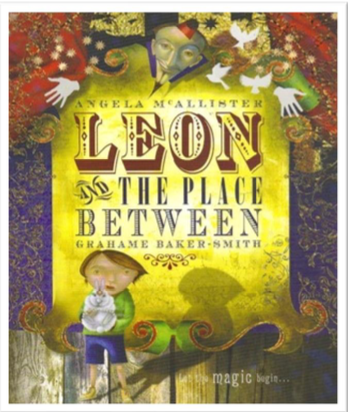 ANGELA McALLISTER
LEON
AND THE PLACE
BETWEEN
GRAHAME BAKER-SMITH
let the magic begin...